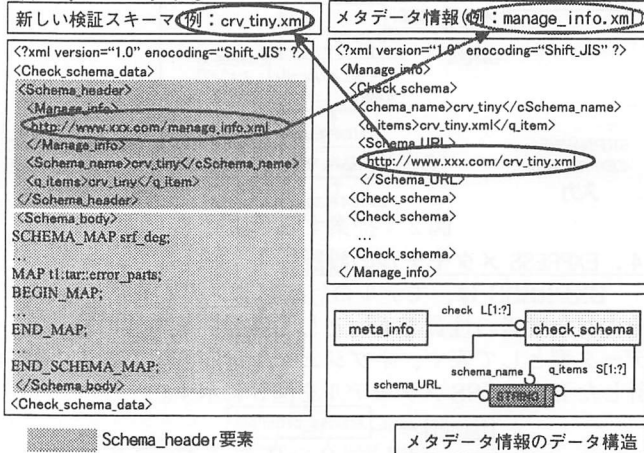 新しい検証スキーマ(例：crv_tiny.xml)
<?xml version="1.0" enocoding="Shift_JIS" ?>
<Check_schema_data>
<Schema_header>
<Manage_info>
http://www.xxx.com/manage_info.xml
</Manage_info>
<Schema_name>crv_tiny</cSchema_name>
<q_items>crv_tiny</q_item>
</Schema_header>
<Schema_body>
SCHEMA_MAP srf_deg;
...
MAP t1:tar::error_parts;
BEGIN_MAP;
...
END_MAP;
...
END_SCHEMA_MAP;
</Schema_body>
<Check_schema_data>
Schema_header要素
メタデータ情報(例：manage_info.xml)
<?xml version="1.0" enocoding="Shift_JIS" ?>
<Manage_info>
<Check_schema>
<chema_name>crv_tiny</cSchema_name>
<q_items>crv_tiny.xml</q_item>
<Schema_URL>
http://www.xxx.com/crv_tiny.xml
</Schema_URL>
<Check_schema>
<Check_schema>
...
<Check_schema>
</Manage_info>
meta_info
check L[1:?]
check_schema
schema_name
q_items S[1:?]
schema_URL
STRING
メタデータ情報のデータ構造